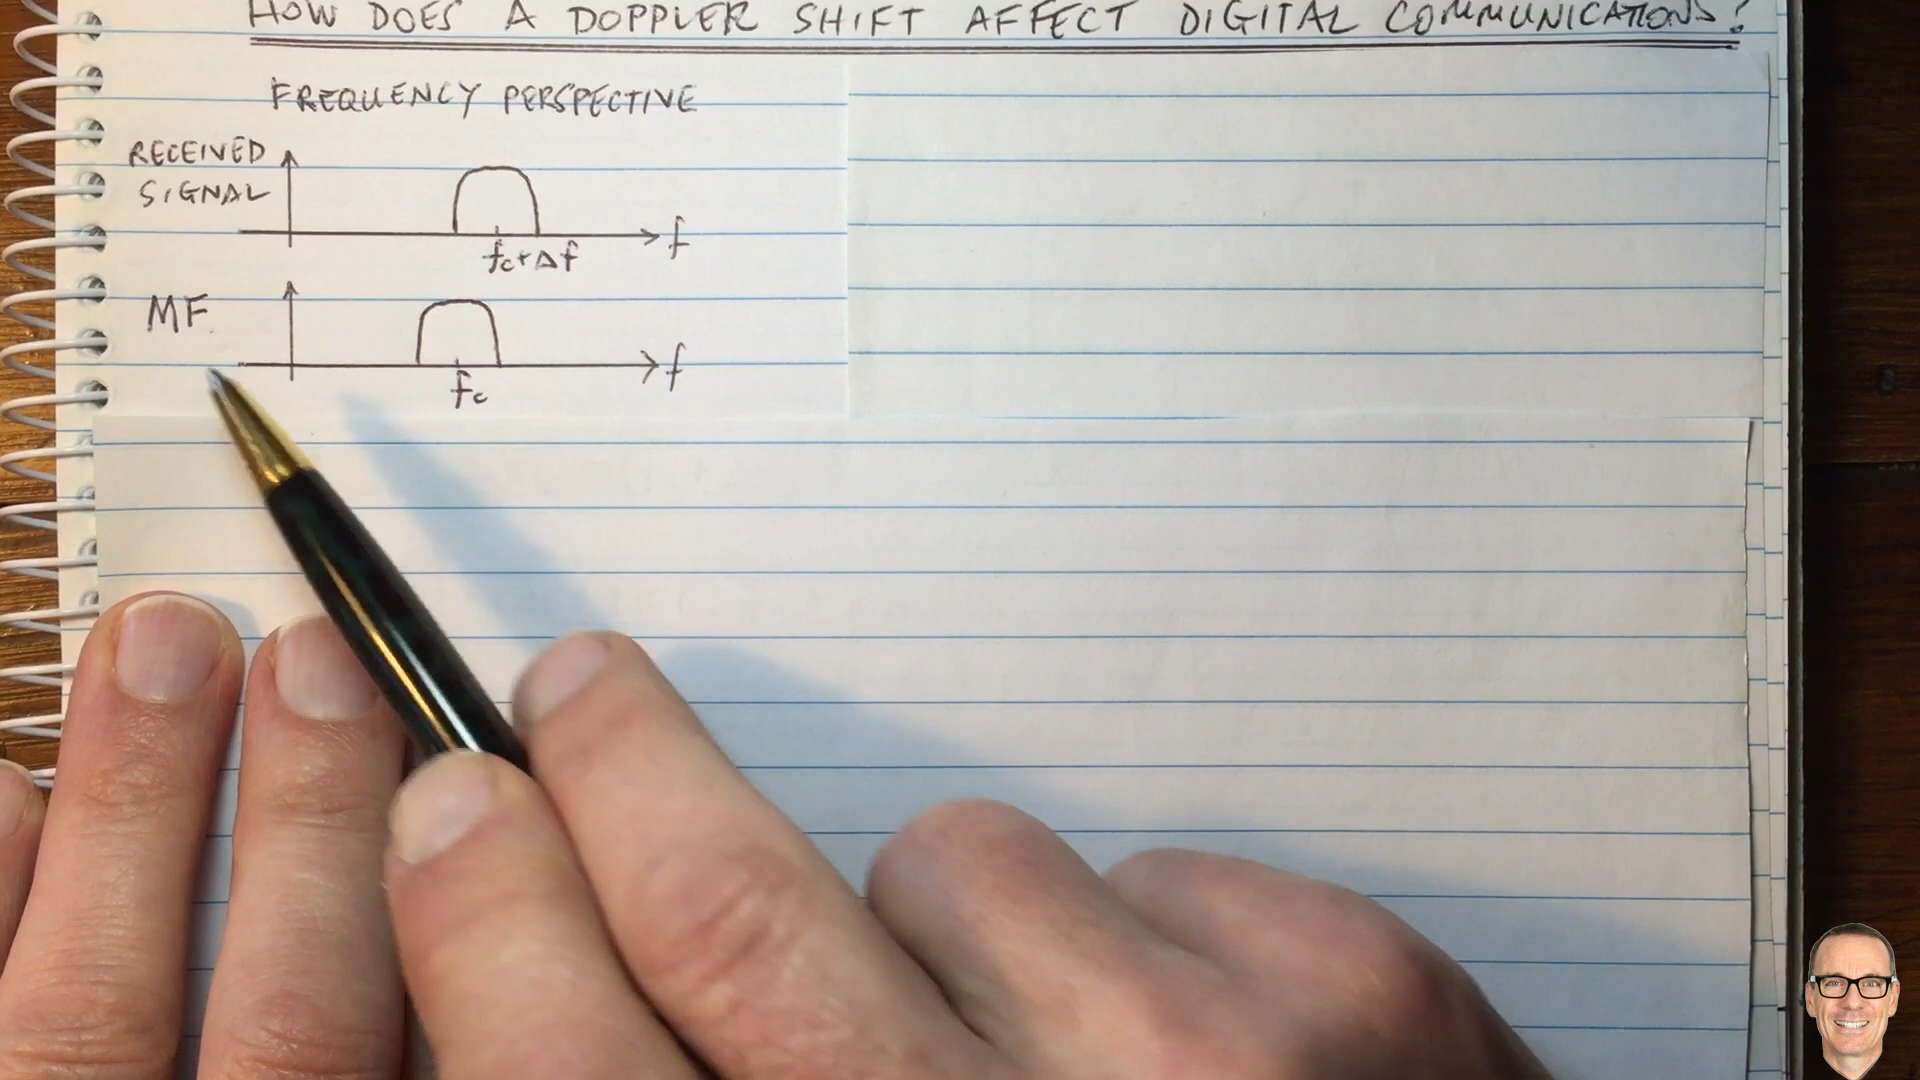 HOW DOES A DOPPLER SHIFT AFFECT DIGITAL COMMUNICATIONS?
FREQUENCY PERSPECTIVE
RECEIVED
SIGNAL
f
fc+Δf
MF
f
fc